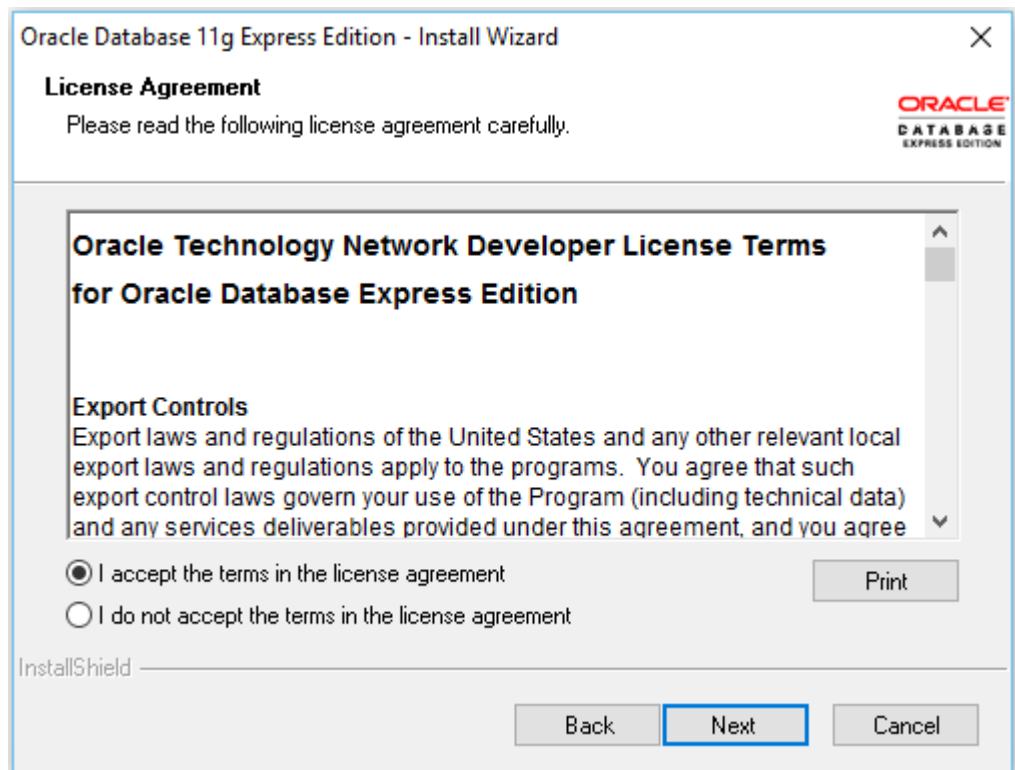 Oracle Database 11g Express Edition - Install Wizard
License Agreement
Please read the following license agreement carefully.
ORACLE
DATABASE
EXPRESS EDITION
Oracle Technology Network Developer License Terms
for Oracle Database Express Edition
Export Controls
Export laws and regulations of the United States and any other relevant local
export laws and regulations apply to the programs.  You agree that such
export control laws govern your use of the Program (including technical data)
and any services deliverables provided under this agreement, and you agree
I accept the terms in the license agreement
Print
I do not accept the terms in the license agreement
InstallShield
Back
Next
Cancel